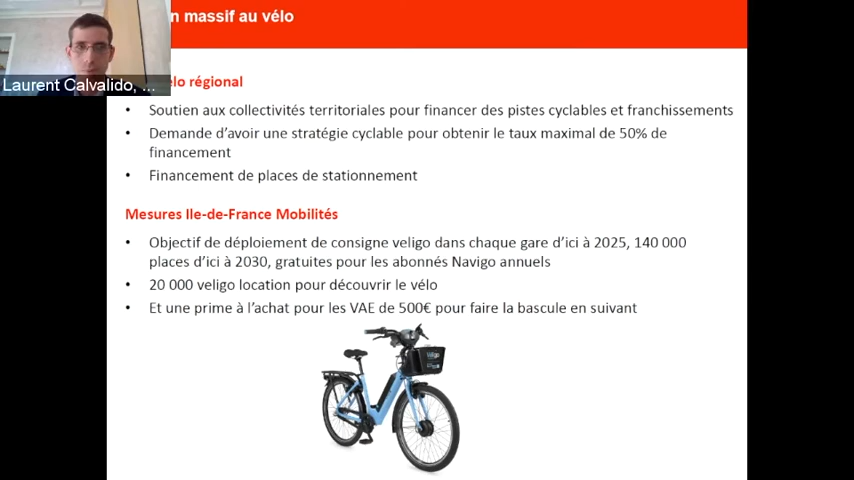 n massif au vélo
Laurent Calvalido, ...
élo régional
• Soutien aux collectivités territoriales pour financer des pistes cyclables et franchissements
• Demande d’avoir une stratégie cyclable pour obtenir le taux maximal de 50% de
financement
• Financement de places de stationnement
Mesures Ile-de-France Mobilités
• Objectif de déploiement de consigne veligo dans chaque gare d’ici à 2025, 140 000
places d’ici à 2030, gratuites pour les abonnés Navigo annuels
• 20 000 veligo location pour découvrir le vélo
• Et une prime à l’achat pour les VAE de 500€ pour faire la bascule en suivant